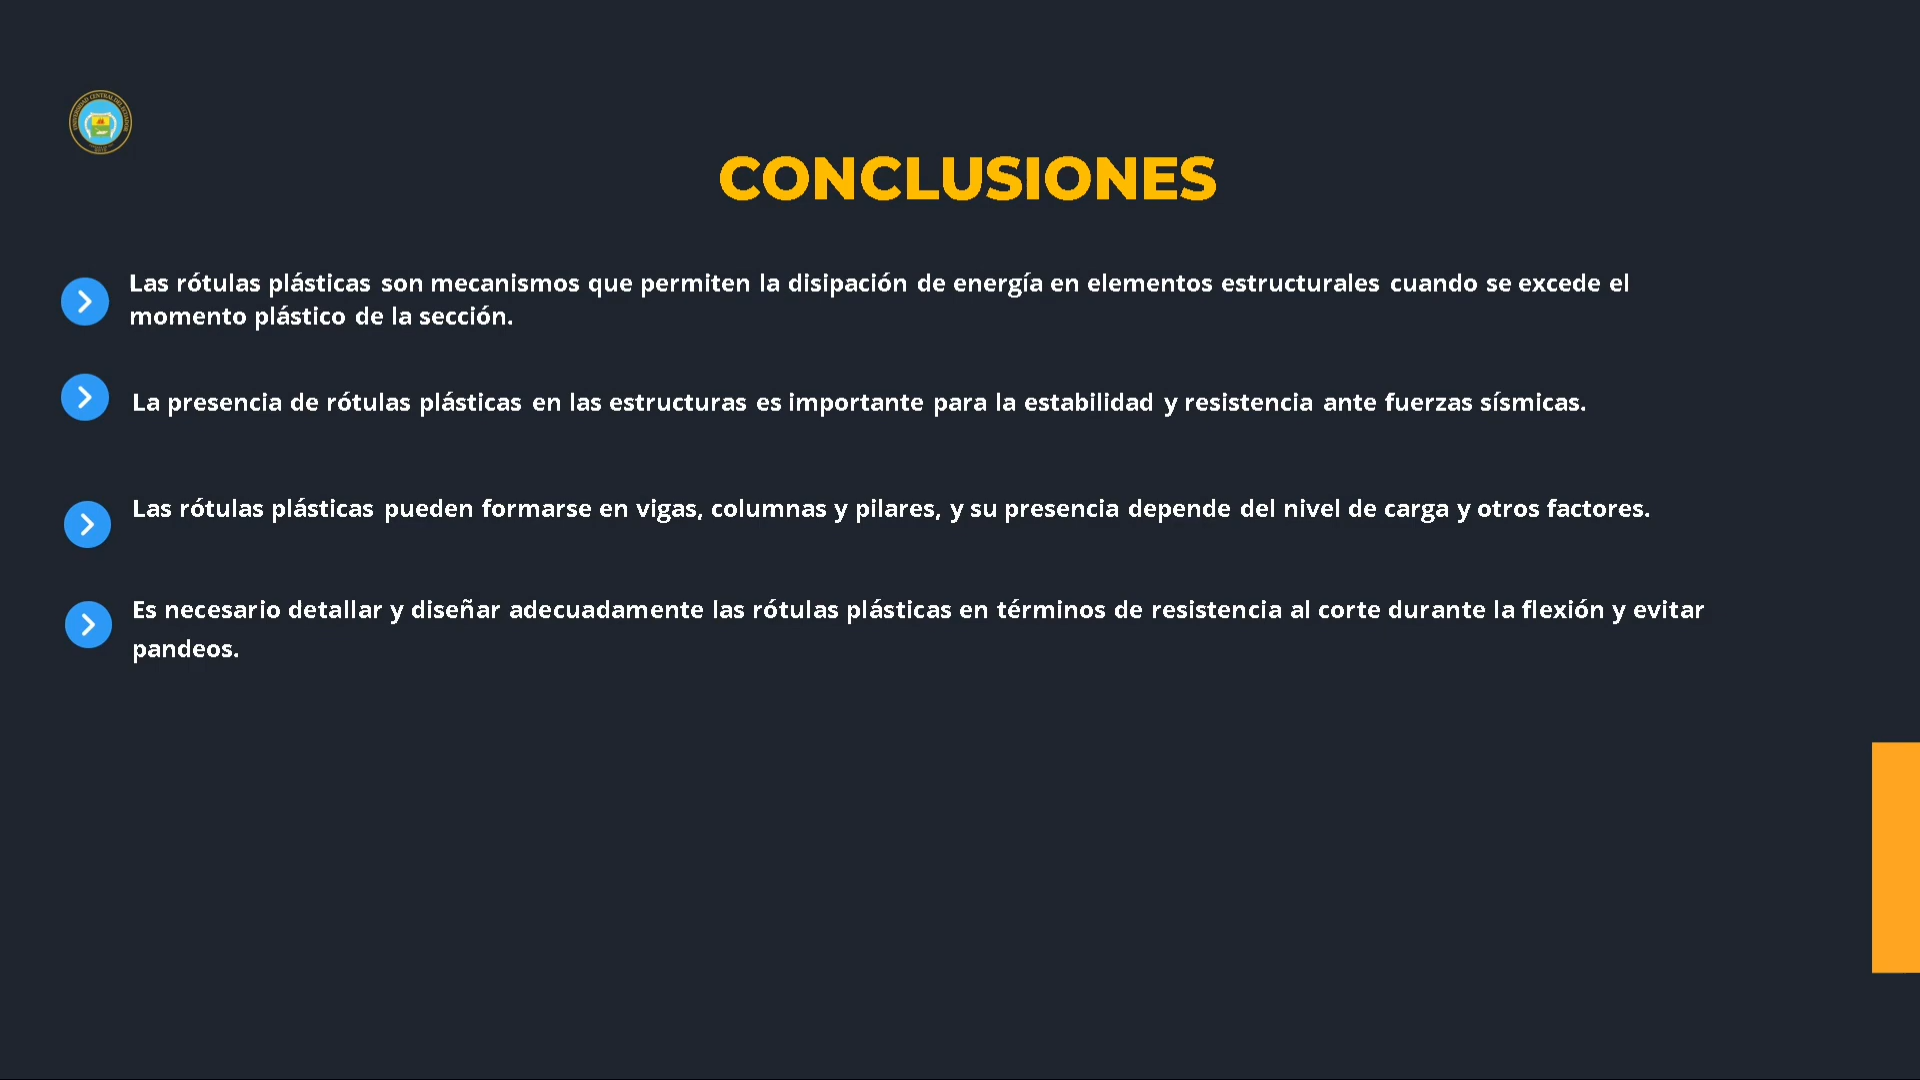 UNIVERSIDAD CENTRAL DEL ECUADOR
CONCLUSIONES
Las rótulas plásticas son mecanismos que permiten la disipación de energía en elementos estructurales cuando se excede el
momento plástico de la sección.
La presencia de rótulas plásticas en las estructuras es importante para la estabilidad y resistencia ante fuerzas sísmicas.
Las rótulas plásticas pueden formarse en vigas, columnas y pilares, y su presencia depende del nivel de carga y otros factores.
Es necesario detallar y diseñar adecuadamente las rótulas plásticas en términos de resistencia al corte durante la flexión y evitar
pandeos.